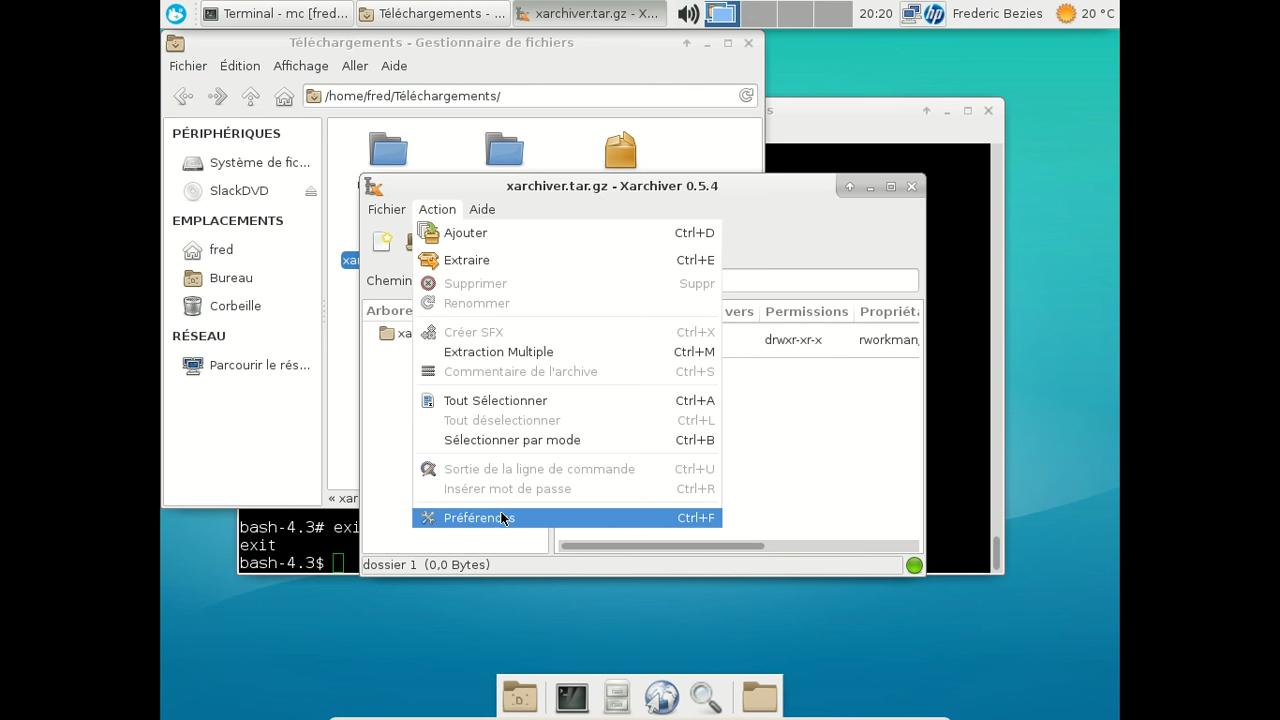 Terminal - mc [fred...
Téléchargements - ...
xarchiver.tar.gz - X...
20:20
Frederic Bezies
20 °C
Téléchargements - Gestionnaire de fichiers
Fichier Édition Affichage Aller Aide
/home/fred/Téléchargements/
PÉRIPHÉRIQUES
Système de fic...
SlackDVD
EMPLACEMENTS
fred
Bureau
Corbeille
RÉSEAU
Parcourir le rés...
xarchiver.tar.gz - Xarchiver 0.5.4
Fichier Action Aide
Ajouter Ctrl+D
Extraire Ctrl+E
Supprimer Suppr
Renommer
Créer SFX Ctrl+X
Extraction Multiple Ctrl+M
Commentaire de l'archive Ctrl+S
Tout Sélectionner Ctrl+A
Tout déselectionner Ctrl+L
Sélectionner par mode Ctrl+B
Sortie de la ligne de commande Ctrl+U
Insérer mot de passe Ctrl+R
Préférences Ctrl+F
Chemin
Arbore
xa
vers Permissions Propriéta
drwxr-xr-x rworkman,
dossier 1 (0,0 Bytes)
« xar
bash-4.3# exi
exit
bash-4.3$